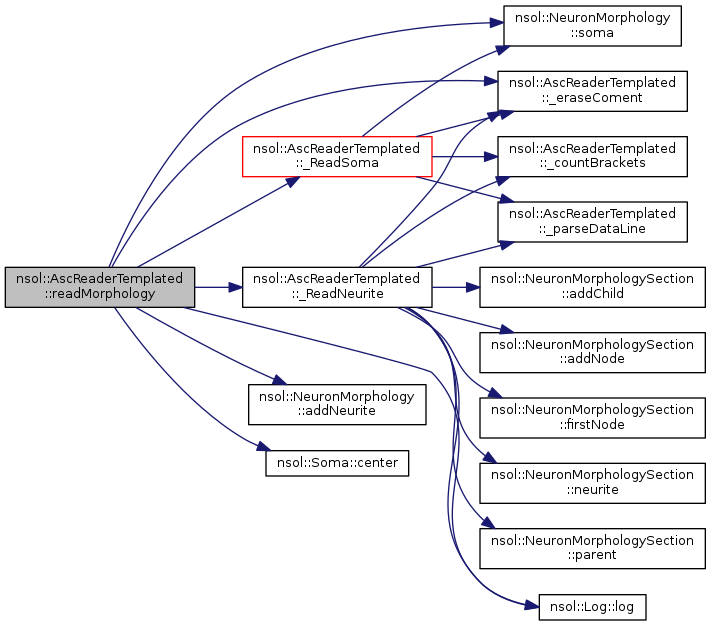 nsol::NeuronMorphology
::soma
nsol::AscReaderTemplated
::_eraseComent
nsol::AscReaderTemplated
::_ReadSoma
nsol::AscReaderTemplated
::_countBrackets
nsol::AscReaderTemplated
::_parseDataLine
nsol::AscReaderTemplated
::readMorphology
nsol::AscReaderTemplated
::_ReadNeurite
nsol::NeuronMorphologySection
::addChild
nsol::NeuronMorphologySection
::addNode
nsol::NeuronMorphology
::addNeurite
nsol::NeuronMorphologySection
::firstNode
nsol::Soma::center
nsol::NeuronMorphologySection
::neurite
nsol::NeuronMorphologySection
::parent
nsol::Log::log